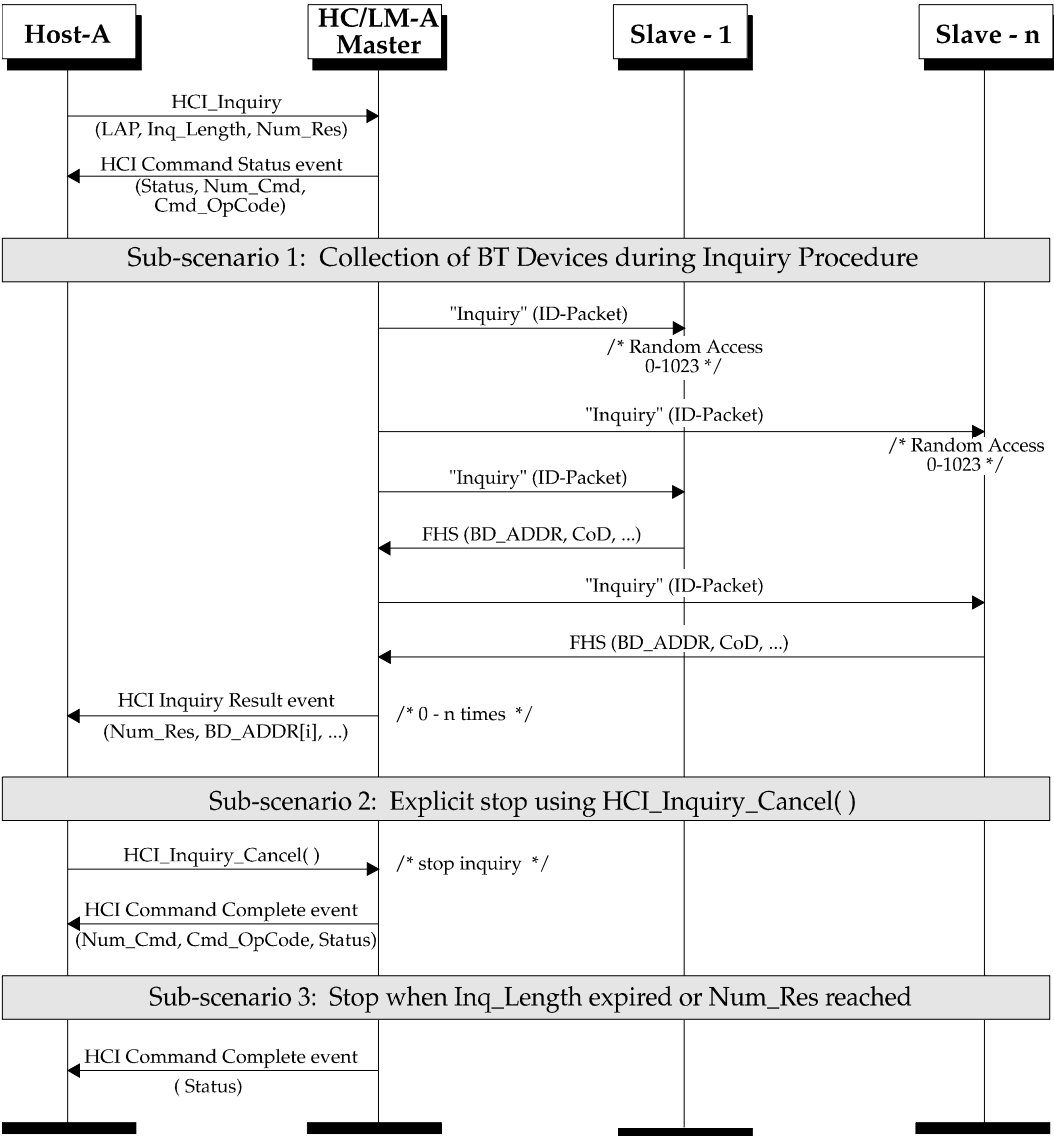 Host-A
HC/LM-A
Master
Slave - 1
Slave - n
HCI_Inquiry
(LAP, Inq_Length, Num_Res)
HCI Command Status event
(Status, Num_Cmd,
Cmd_OpCode)
Sub-scenario 1:  Collection of BT Devices during Inquiry Procedure
"Inquiry" (ID-Packet)
/* Random Access
0-1023 */
"Inquiry" (ID-Packet)
/* Random Access
0-1023 */
"Inquiry" (ID-Packet)
FHS (BD_ADDR, CoD, ...)
"Inquiry" (ID-Packet)
FHS (BD_ADDR, CoD, ...)
HCI Inquiry Result event
(Num_Res, BD_ADDR[i], ...)
/* 0 - n times  */
Sub-scenario 2:  Explicit stop using HCI_Inquiry_Cancel( )
HCI_Inquiry_Cancel( )
/* stop inquiry  */
HCI Command Complete event
(Num_Cmd, Cmd_OpCode, Status)
Sub-scenario 3:  Stop when Inq_Length expired or Num_Res reached
HCI Command Complete event
( Status)